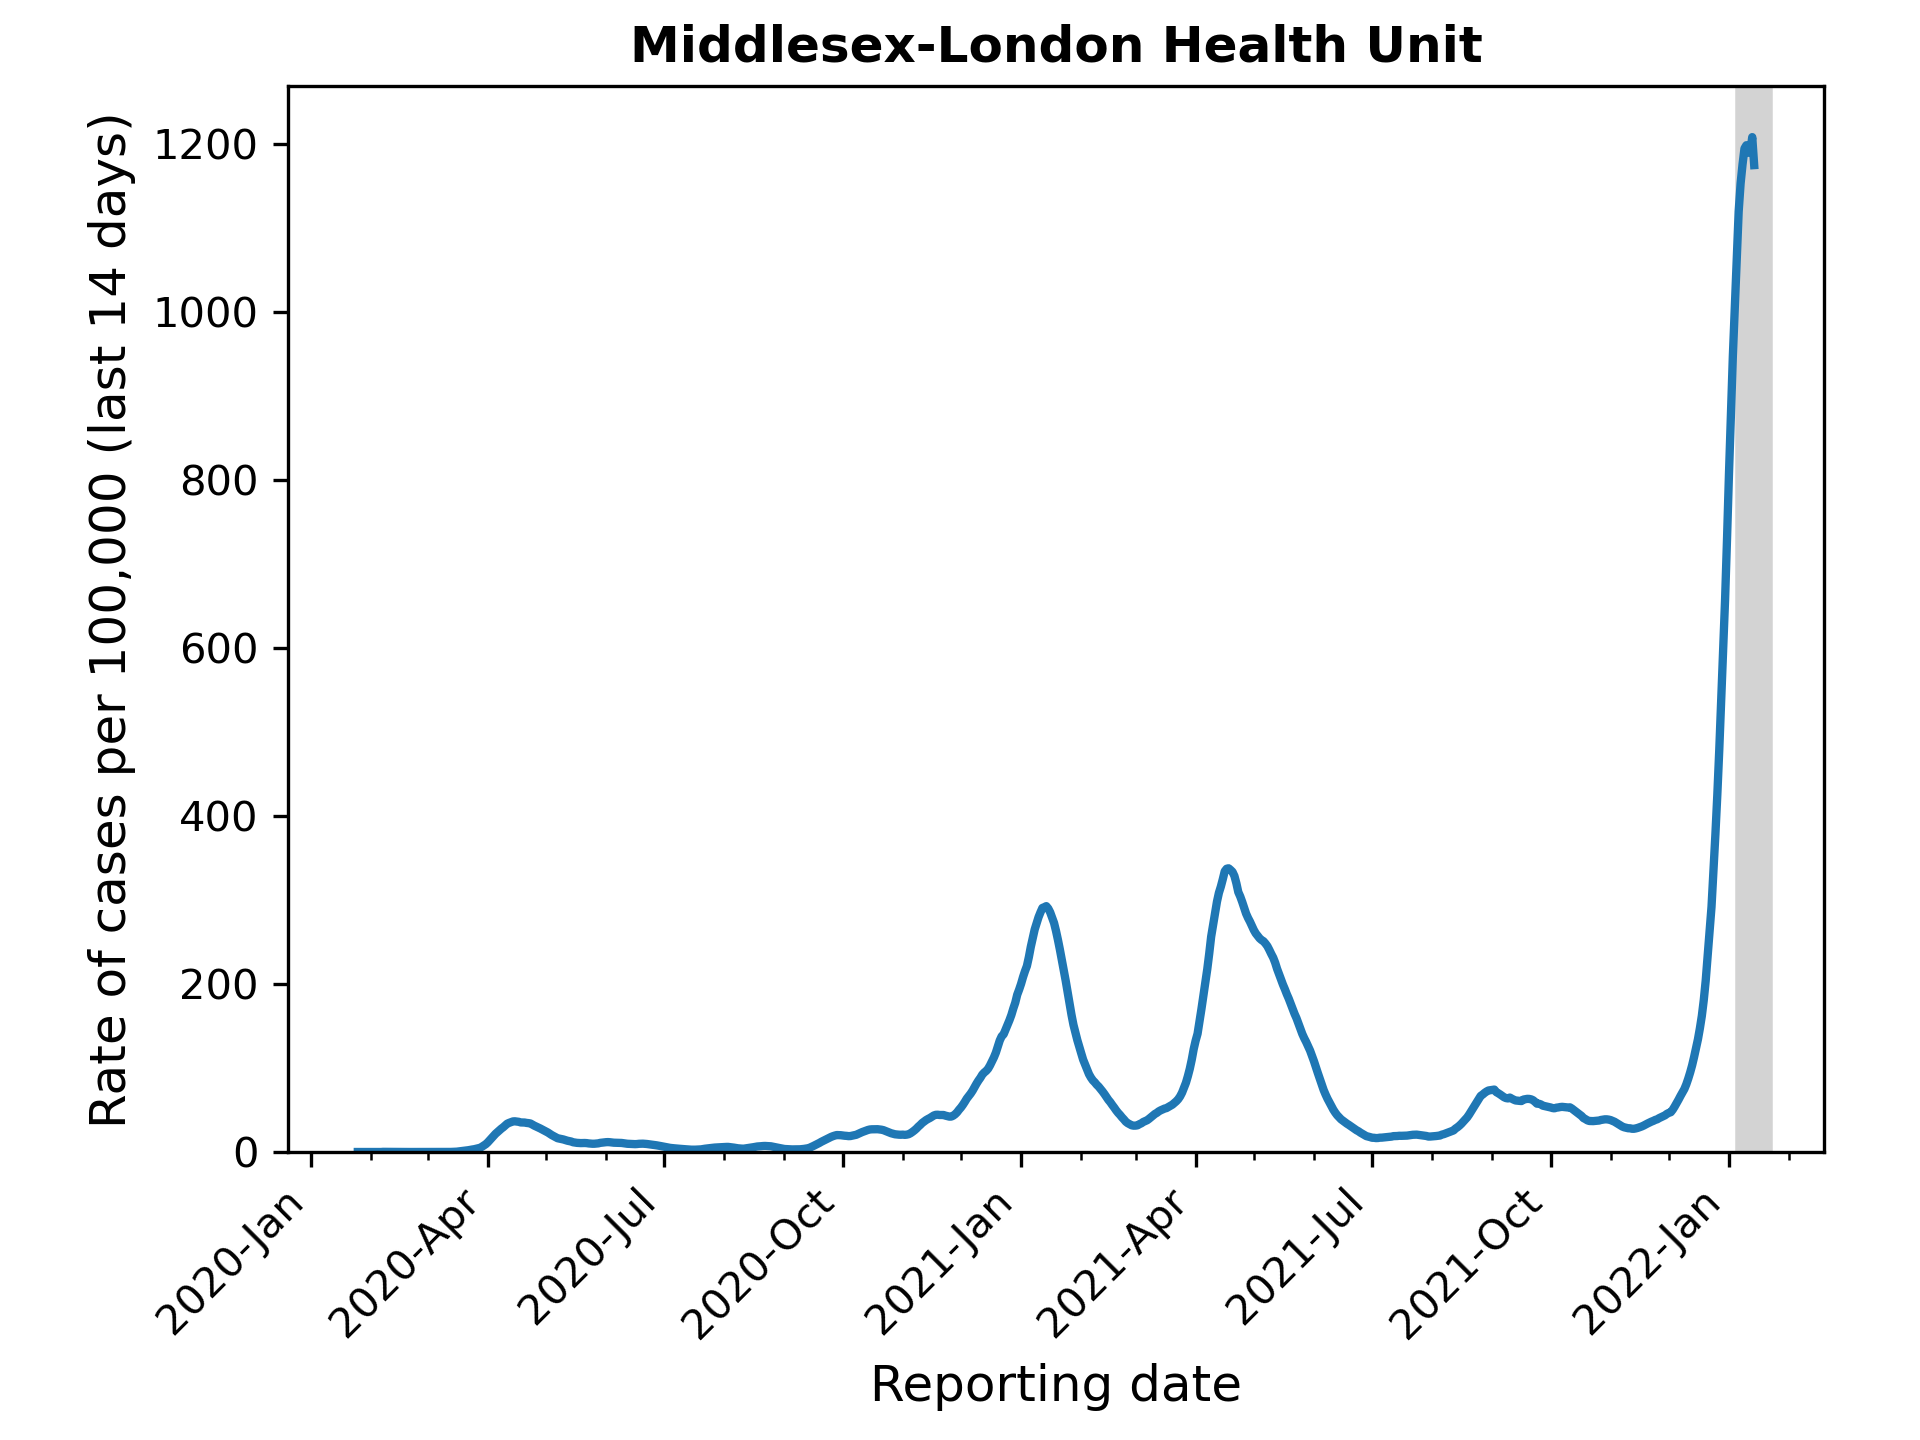 Middlesex-London Health Unit
Rate of cases per 100,000 (last 14 days)
1200
1000
800
600
400
200
0
2020-Jan
2020-Apr
2020-Jul
2020-Oct
2021-Jan
2021-Apr
2021-Jul
2021-Oct
2022-Jan
Reporting date